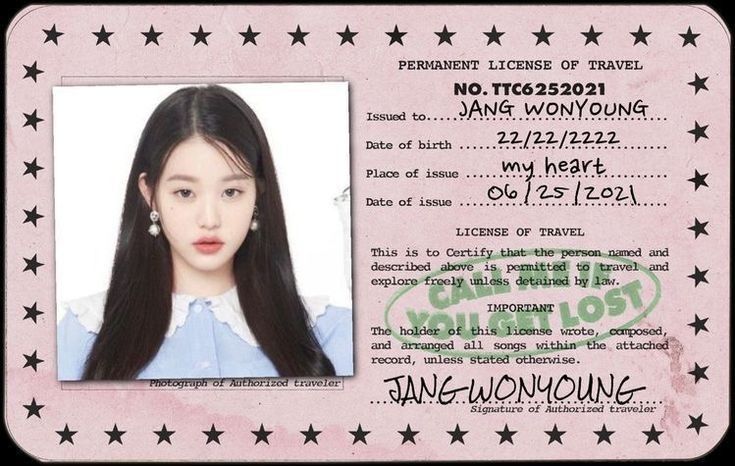 PERMANENT LICENSE OF TRAVEL
NO. TTC6252021
Issued to....JANG WONYOUNG
Date of birth ....22/22/2222
Place of issue ....my heart
Date of issue ....06/25/2021
LICENSE OF TRAVEL
This is to Certify that the person named and
described above is permitted to travel and
explore freely unless detained by law.
CALL ME IF
YOU GET LOST
IMPORTANT
The holder of this license wrote, composed,
and arranged all songs within the attached
record, unless stated otherwise.
JANGWONYOUNG
Signature of Authorized traveler
Photograph of Authorized traveler